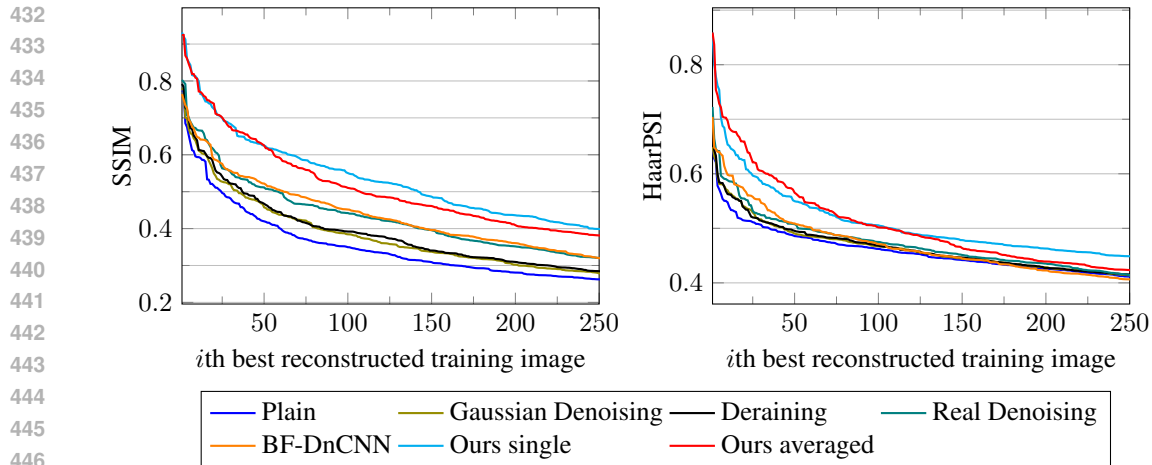 432
433
434
435
436
437
438
439
440
441
442
443
444
445
446
SSIM
0.8
0.6
0.4
0.2
50 100 150 200 250
ith best reconstructed training image
HaarPSI
0.8
0.6
0.4
50 100 150 200 250
ith best reconstructed training image
Plain Gaussian Denoising Deraining Real Denoising
BF-DnCNN Ours single Ours averaged